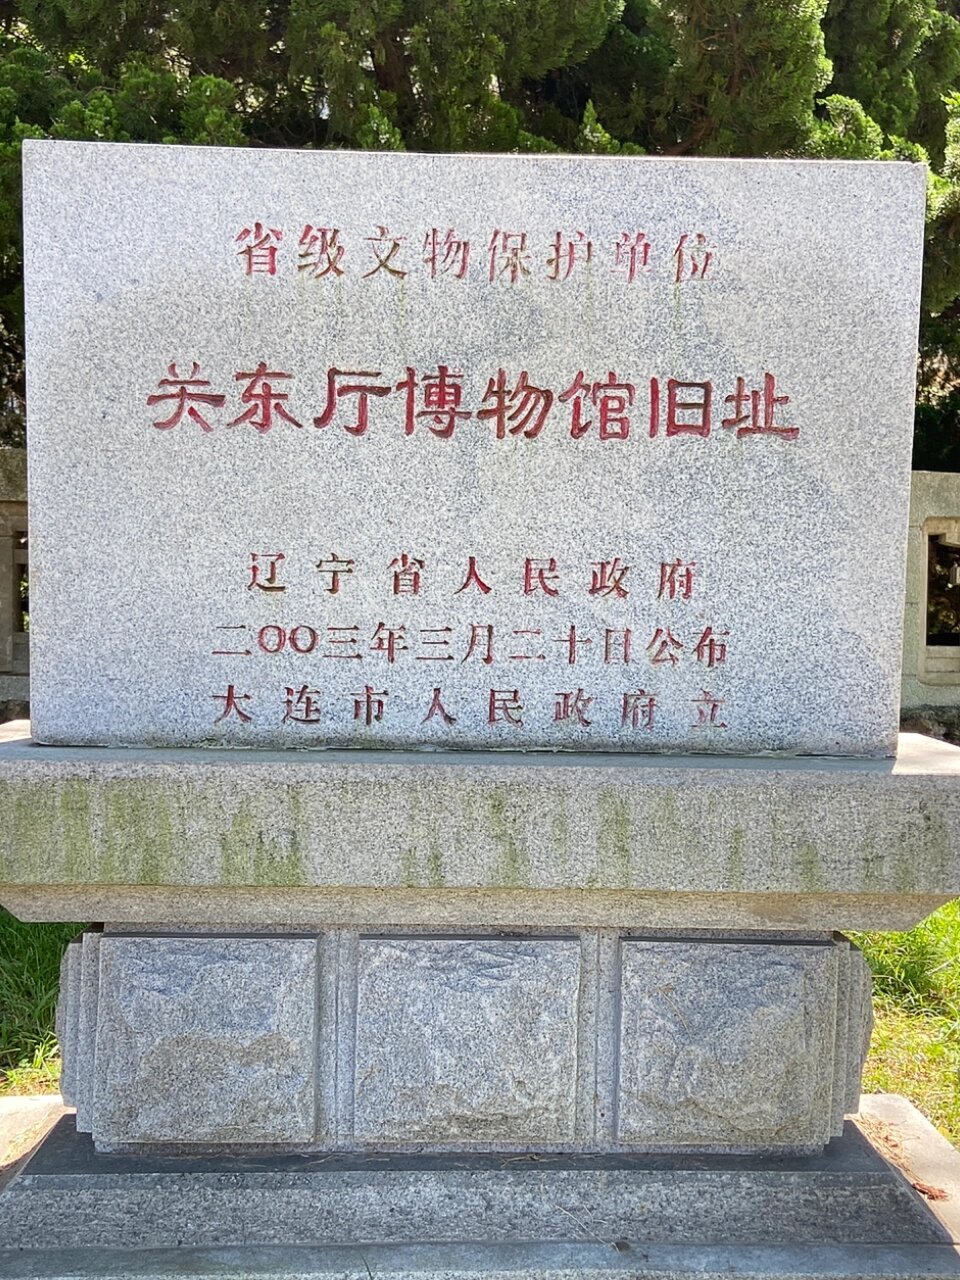 省级文物保护单位
关东厅博物馆旧址
辽宁省人民政府
二〇〇三年三月二十日公布
大连市人民政府立